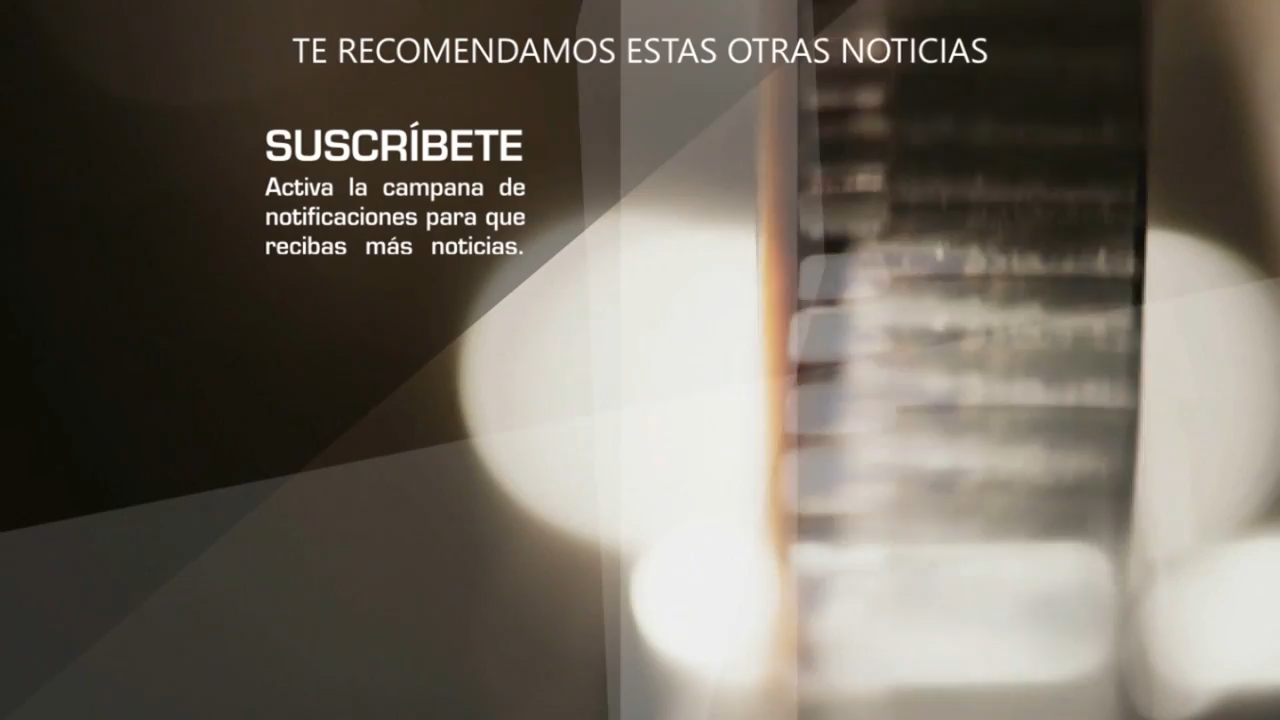 TE RECOMENDAMOS ESTAS OTRAS NOTICIAS
SUSCRÍBETE
Activa la campana de
notificaciones para que
recibas más noticias.